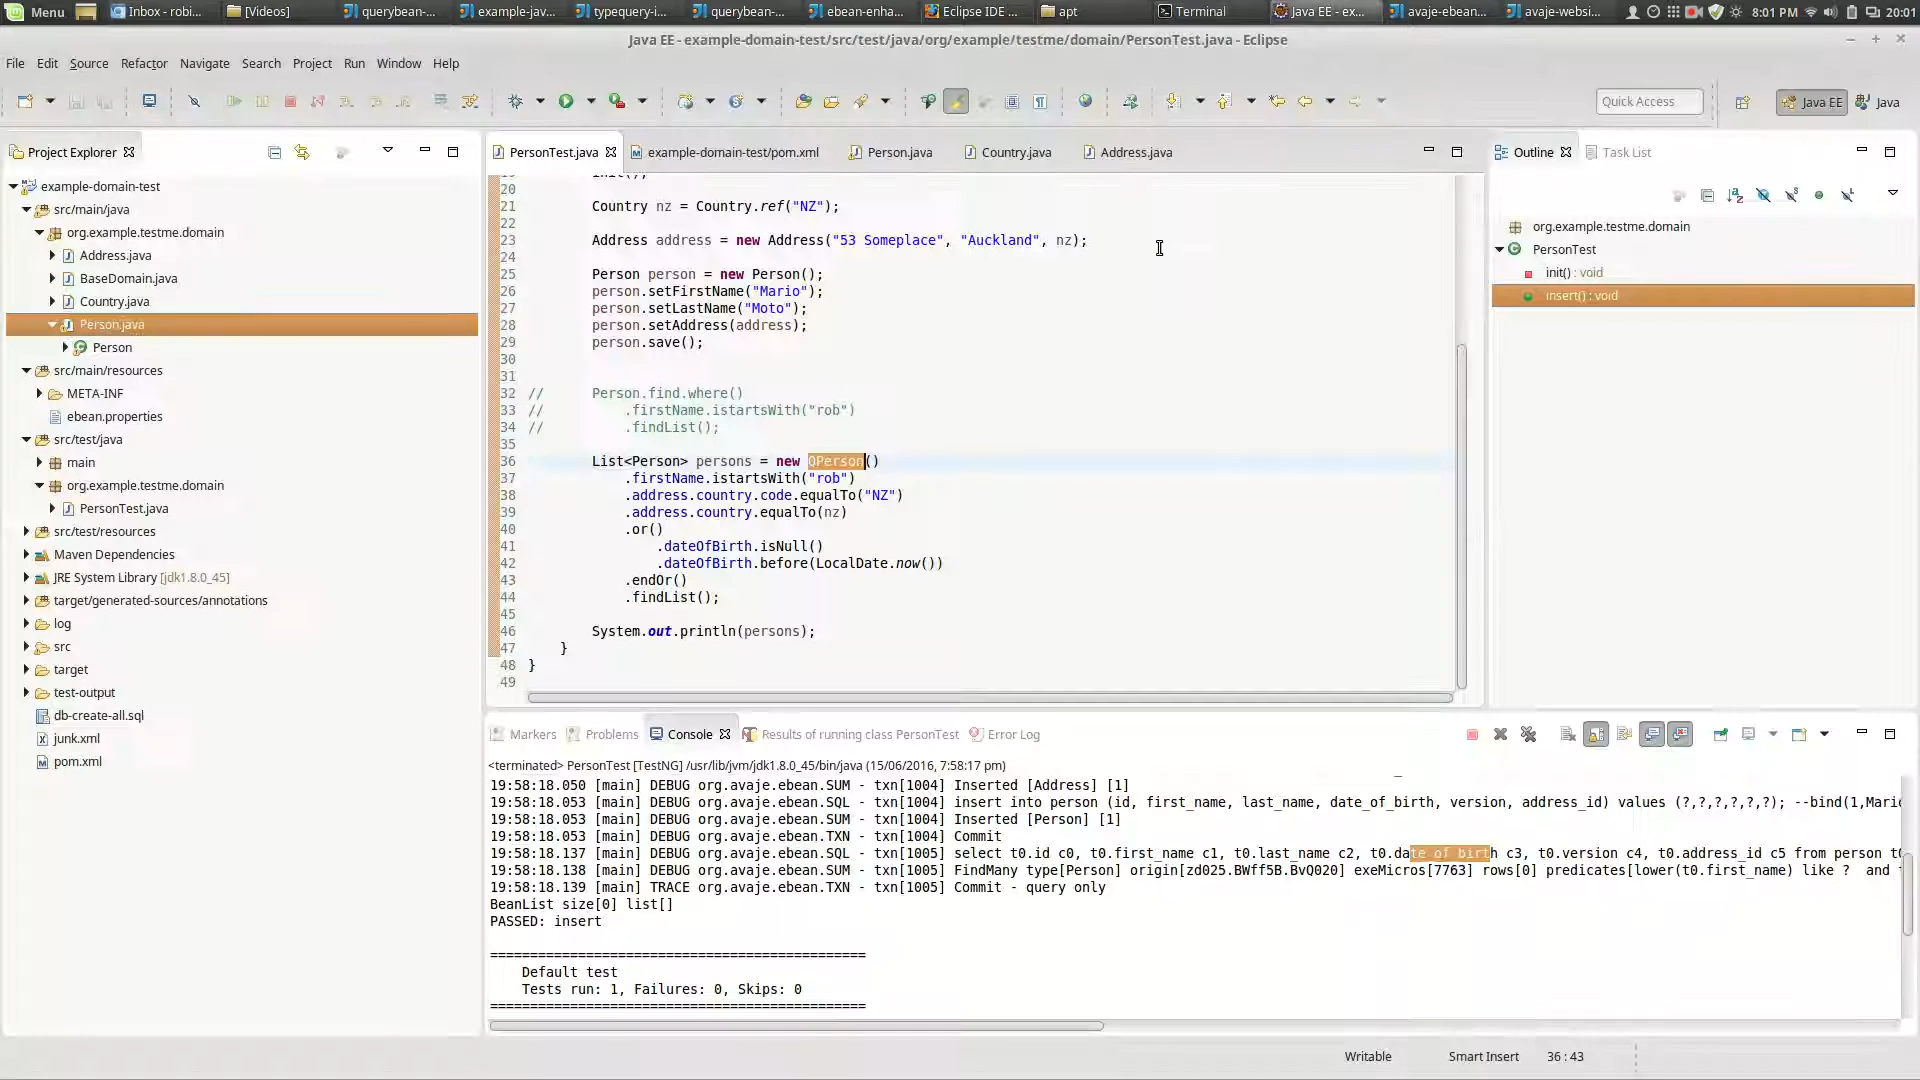 Menu Inbox - robi... [Videos] querybean-... example-jav... typequery-i... querybean-... ebean-enha... Eclipse IDE ... apt Terminal Java EE - ex... avaje-ebean... avaje-websi... 8:01 PM 20:01
Java EE - example-domain-test/src/test/java/org/example/testme/domain/PersonTest.java - Eclipse
File Edit Source Refactor Navigate Search Project Run Window Help
Quick Access Java EE Java
Project Explorer
example-domain-test
src/main/java
org.example.testme.domain
Address.java
BaseDomain.java
Country.java
Person.java
Person
src/main/resources
META-INF
ebean.properties
src/test/java
main
org.example.testme.domain
PersonTest.java
src/test/resources
Maven Dependencies
JRE System Library [jdk1.8.0_45]
target/generated-sources/annotations
log
src
target
test-output
db-create-all.sql
junk.xml
pom.xml
PersonTest.java example-domain-test/pom.xml Person.java Country.java Address.java
19 init();
20
21 Country nz = Country.ref("NZ");
22
23 Address address = new Address("53 Someplace", "Auckland", nz);
24
25 Person person = new Person();
26 person.setFirstName("Mario");
27 person.setLastName("Moto");
28 person.setAddress(address);
29 person.save();
30
31
32 // Person.find.where()
33 // .firstName.istartsWith("rob")
34 // .findList();
35
36 List<Person> persons = new QPerson()
37 .firstName.istartsWith("rob")
38 .address.country.code.equalTo("NZ")
39 .address.country.equalTo(nz)
40 .or()
41 .dateOfBirth.isNull()
42 .dateOfBirth.before(LocalDate.now())
43 .endOr()
44 .findList();
45
46 System.out.println(persons);
47 }
48 }
49
Outline Task List
org.example.testme.domain
PersonTest
init() : void
insert() : void
Markers Problems Console Results of running class PersonTest Error Log
<terminated> PersonTest [TestNG] /usr/lib/jvm/jdk1.8.0_45/bin/java (15/06/2016, 7:58:17 pm)
19:58:18.050 [main] DEBUG org.avaje.ebean.SUM - txn[1004] Inserted [Address] [1]
19:58:18.053 [main] DEBUG org.avaje.ebean.SQL - txn[1004] insert into person (id, first_name, last_name, date_of_birth, version, address_id) values (?,?,?,?,?,?); --bind(1,Mario
19:58:18.053 [main] DEBUG org.avaje.ebean.SUM - txn[1004] Inserted [Person] [1]
19:58:18.053 [main] DEBUG org.avaje.ebean.TXN - txn[1004] Commit
19:58:18.137 [main] DEBUG org.avaje.ebean.SQL - txn[1005] select t0.id c0, t0.first_name c1, t0.last_name c2, t0.date_of_birth c3, t0.version c4, t0.address_id c5 from person t0
19:58:18.138 [main] DEBUG org.avaje.ebean.SUM - txn[1005] FindMany type[Person] origin[zd025.BWff5B.BvQ020] exeMicros[7763] rows[0] predicates[lower(t0.first_name) like ? and
19:58:18.139 [main] TRACE org.avaje.ebean.TXN - txn[1005] Commit - query only
BeanList size[0] list[]
PASSED: insert
===============================================
Default test
Tests run: 1, Failures: 0, Skips: 0
===============================================
Writable Smart Insert 36 : 43